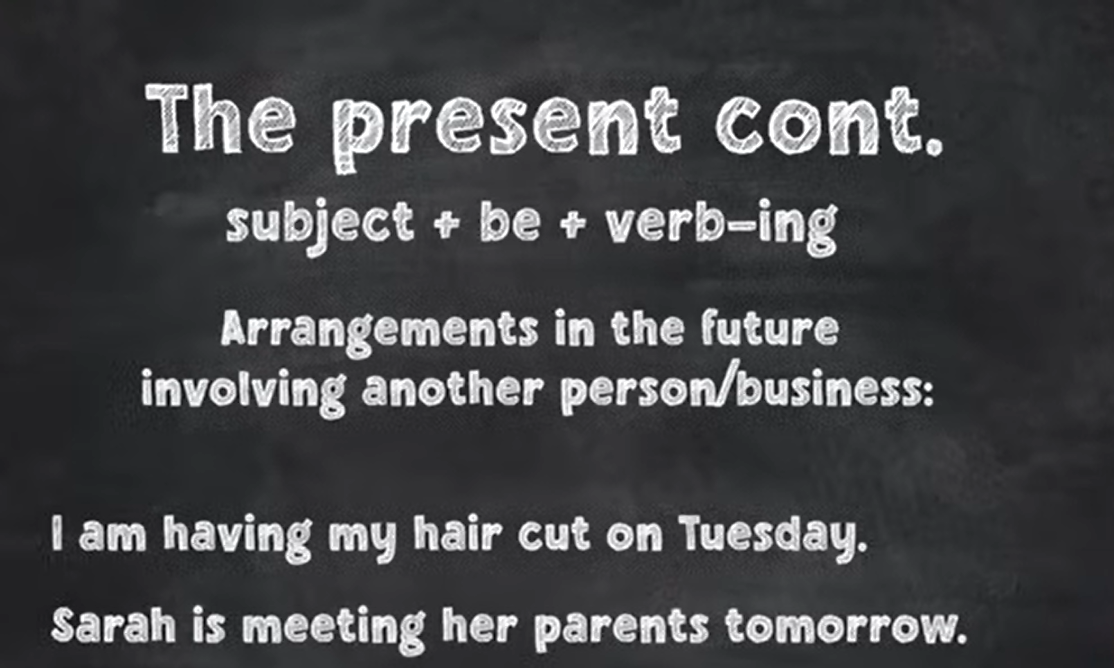 The present cont.
subject + be + verb-ing
Arrangements in the future
involving another person/business:
I am having my hair cut on Tuesday.
Sarah is meeting her parents tomorrow.